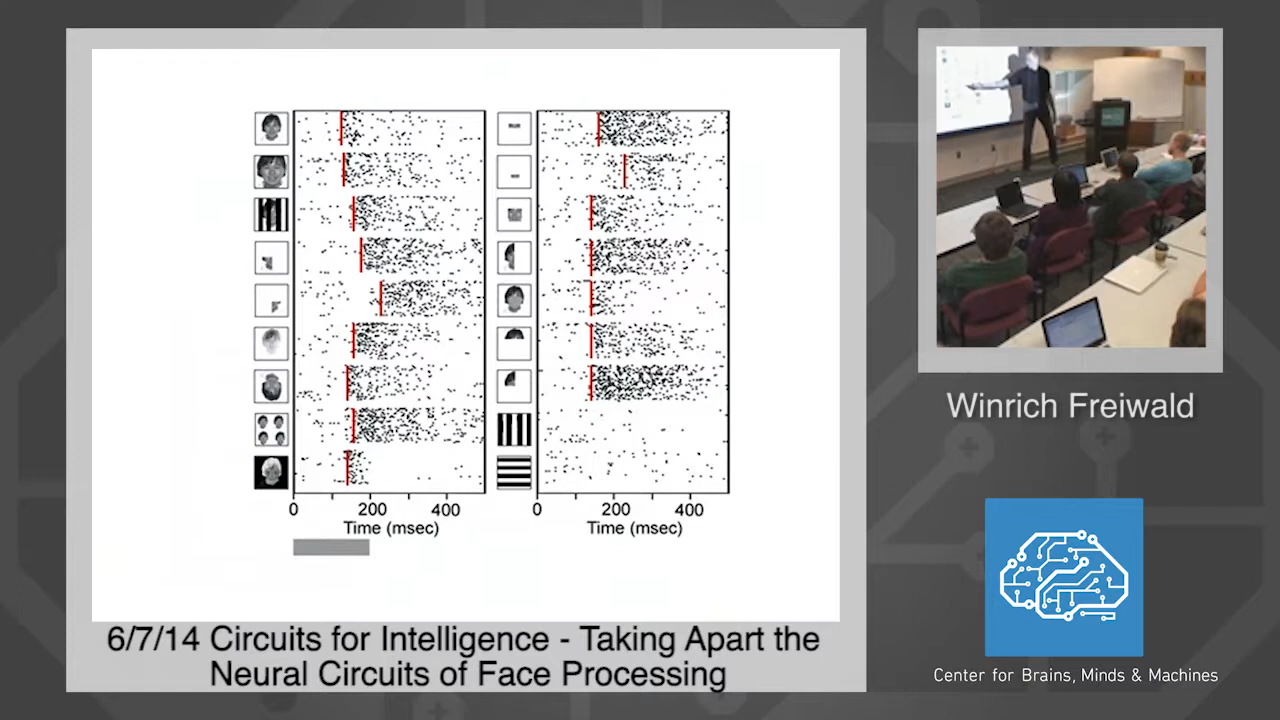 0
200
400
Time (msec)
0
200
400
Time (msec)
6/7/14 Circuits for Intelligence - Taking Apart the
Neural Circuits of Face Processing
Winrich Freiwald
Center for Brains, Minds & Machines